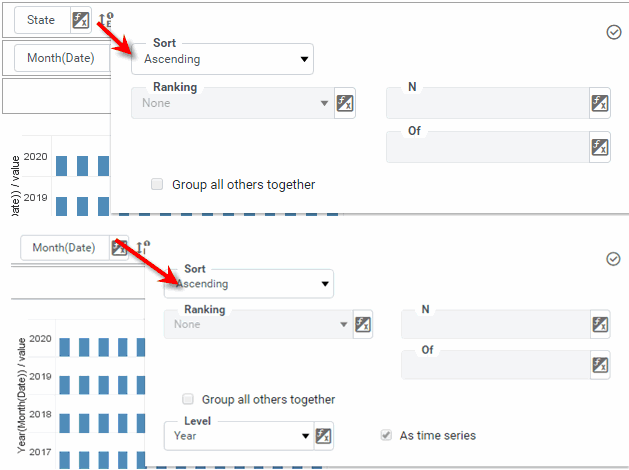 State
Sort
Ascending
Month(Date)
Ranking
None
N
Of
Group all others together
2020
2019
Date)) / value
Month(Date)
Sort
Ascending
Ranking
None
N
Of
Group all others together
Level
Year
As time series
2020
2019
2018
2017
Year(Month(Date)) / value